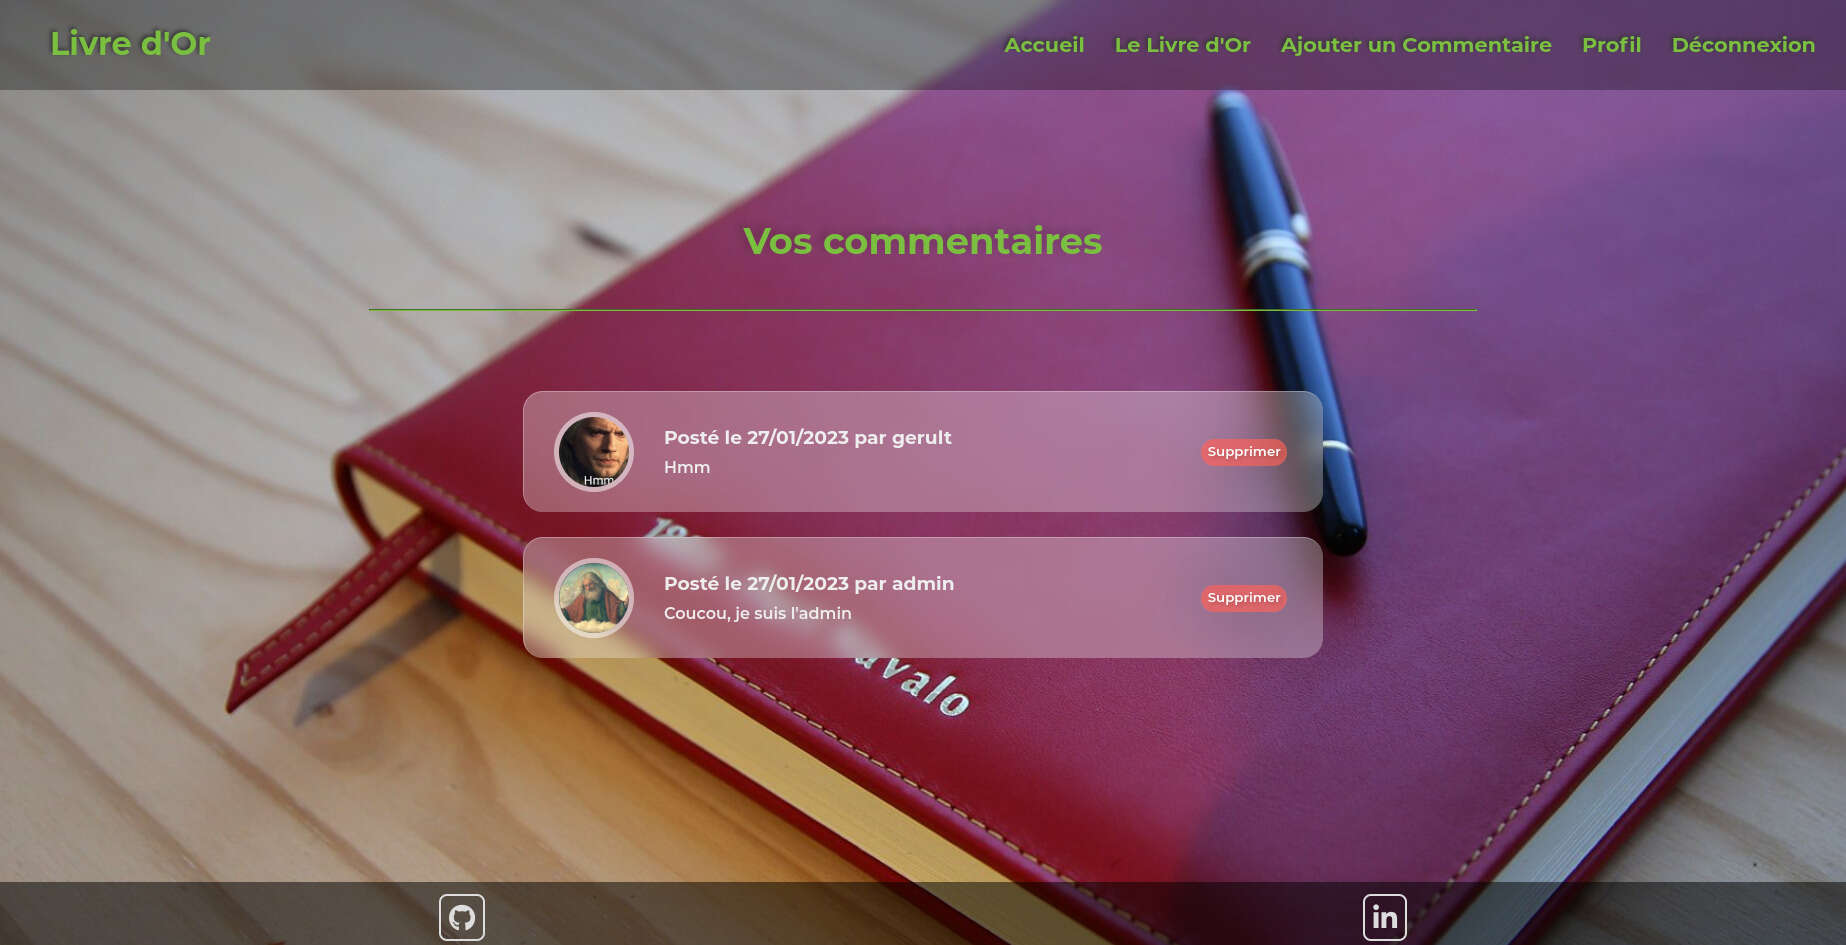 Livre d'Or
Accueil Le Livre d'Or Ajouter un Commentaire Profil Déconnexion
Vos commentaires
Posté le 27/01/2023 par gerult
Hmm
Supprimer
Hmm
Posté le 27/01/2023 par admin
Coucou, je suis l'admin
Supprimer
in